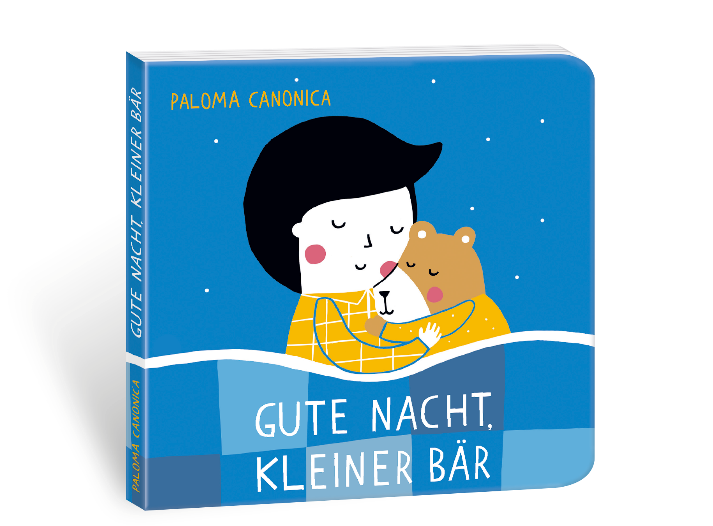 PALOMA CANONICA
GUTE NACHT,
KLEINER BÄR
GUTE NACHT, KLEINER BÄR
PALOMA CANONICA